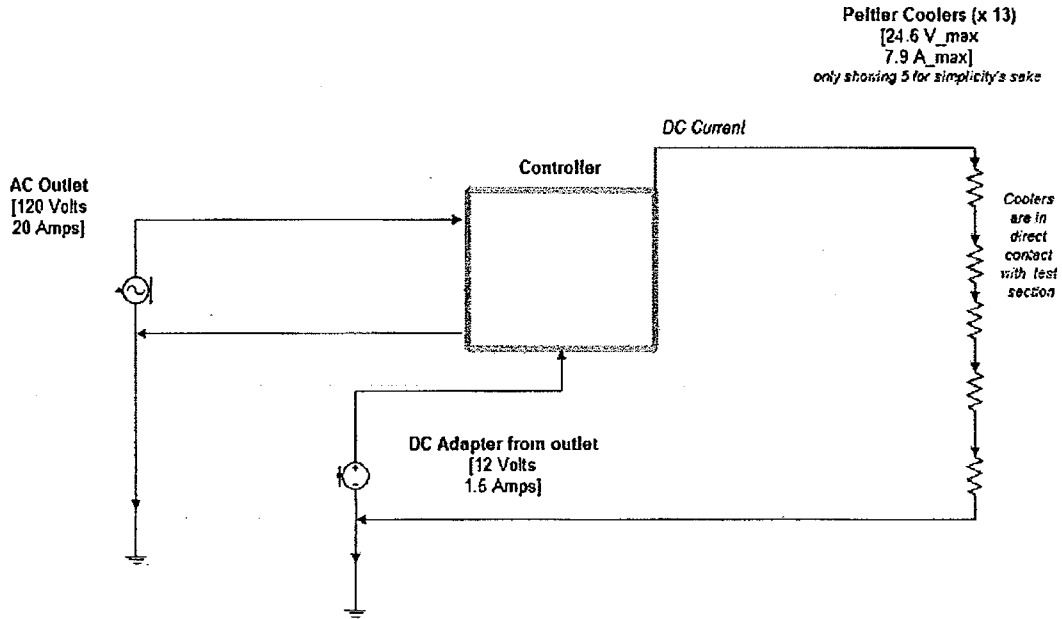 Peltier Coolers (x 13)
[24.6 V_max
7.9 A_max]
only showing 5 for simplicity's sake
DC Current
Controller
AC Outlet
[120 Volts
20 Amps]
Coolers
are in
direct
contact
with test
section
DC Adapter from outlet
[12 Volts
1.5 Amps]